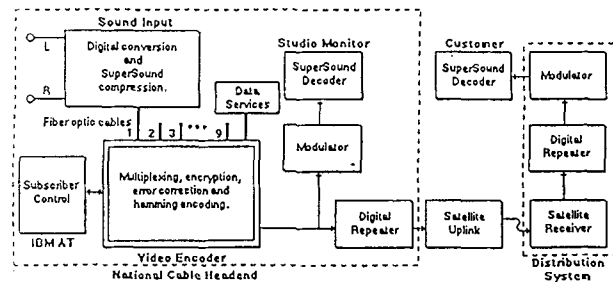 Sound Input
L
R
Digital conversion
and
SuperSound
compression.
Fiber optic cables
1 2 3 ••• 9
Data
Services
Studio Monitor
SuperSound
Decoder
Modulator
Customer
SuperSound
Decoder
Modulator
Digital
Repeater
Subscriber
Control
IBM AT
Multiplexing, encryption,
error correction and
hamming encoding.
Video Encoder
National Cable Headend
Digital
Repeater
Satellite
Uplink
Satellite
Receiver
Distribution
System